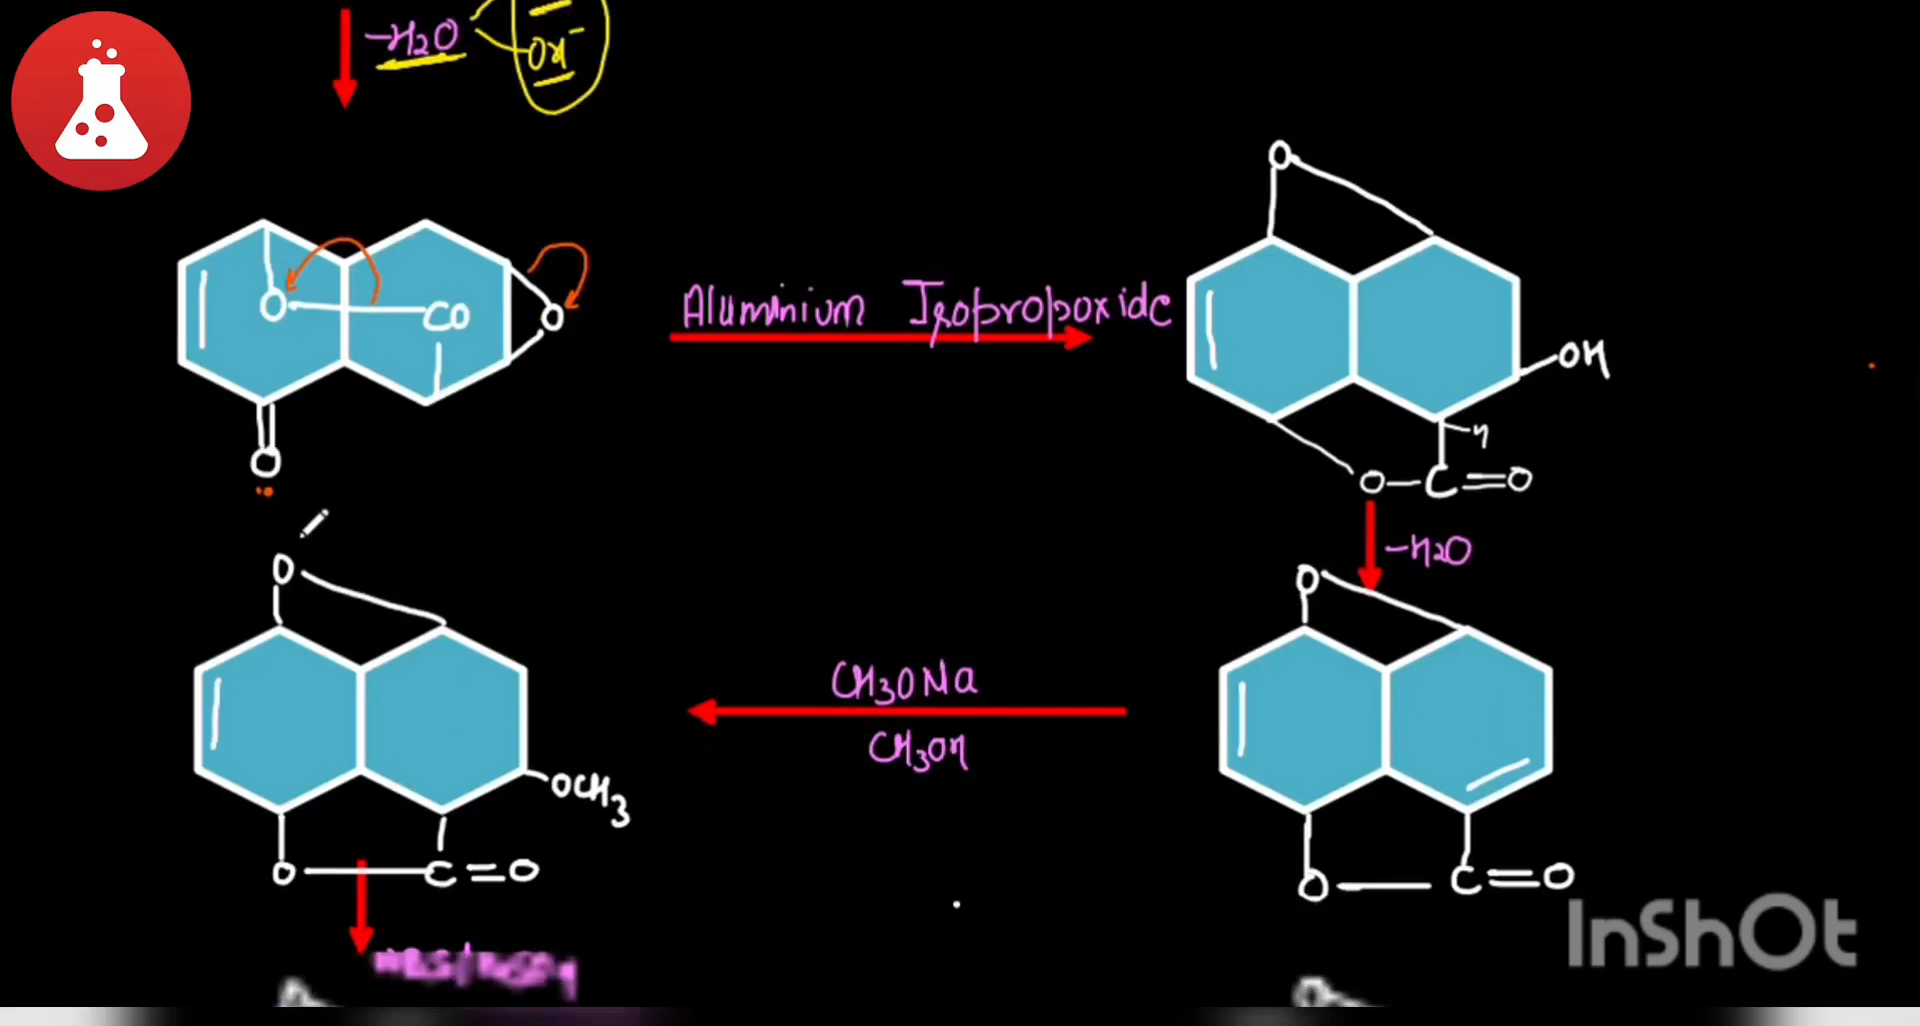 -H2O
OH-
O
O
CO
O
O
Aluminium Isopropoxide
O
OH
H
O-C=O
-H2O
O
O
CH3ONa
CH3OH
OCH3
O
C=O
O
C=O
InShOt